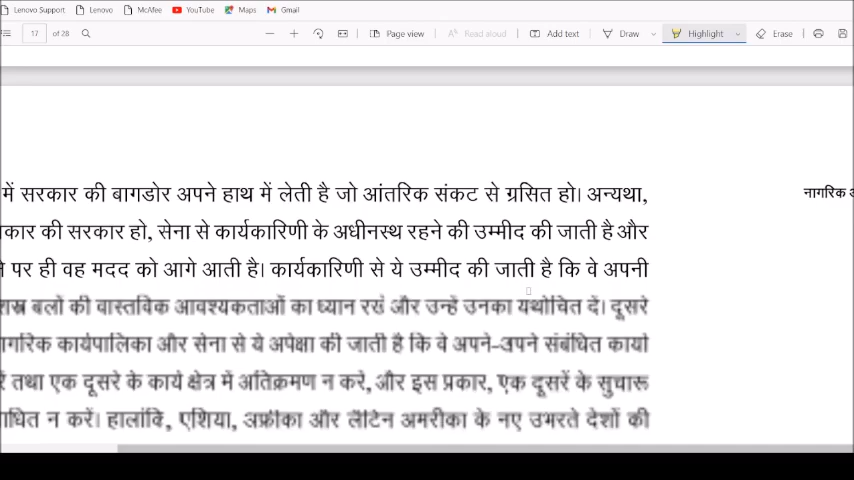 Lenovo Support Lenovo McAfee YouTube Maps Gmail
17 of 28 Page view Read aloud Add text Draw Highlight Erase
में सरकार की बागडोर अपने हाथ में लेती है जो आंतरिक संकट से ग्रसित हो। अन्यथा,
नागरिक
कार की सरकार हो, सेना से कार्यकारिणी के अधीनस्थ रहने की उम्मीद की जाती है और
पर ही वह मदद को आगे आती है। कार्यकारिणी से ये उम्मीद की जाती है कि वे अपनी
बलों की वास्तविक आवश्यकताओं का ध्यान रखें और उन्हें उनका यथोचित दें। दूसरे
नागरिक कार्यपालिका और सेना से ये अपेक्षा की जाती है कि वे अपने-अपने संबंधित कार्यो
तथा एक दूसरे के कार्य क्षेत्र में अतिक्रमण न करे, और इस प्रकार, एक दूसरें के सुचारू
न करें। हालांकि, एशिया, अफ्रीका और लैटिन अमरीका के नए उभरते देशों की